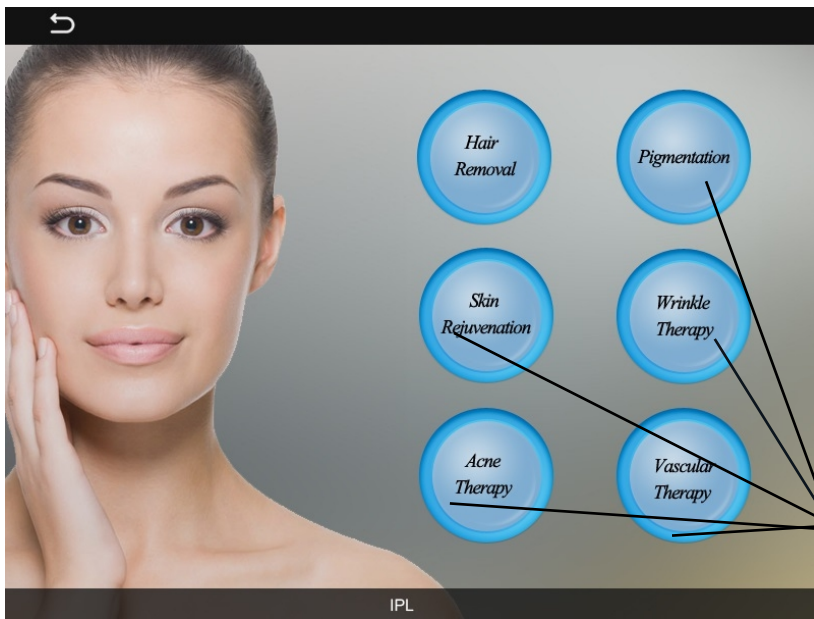 Hair
Removal
Pigmentation
Skin
Rejuvenation
Wrinkle
Therapy
Acne
Therapy
Vascular
Therapy
IPL